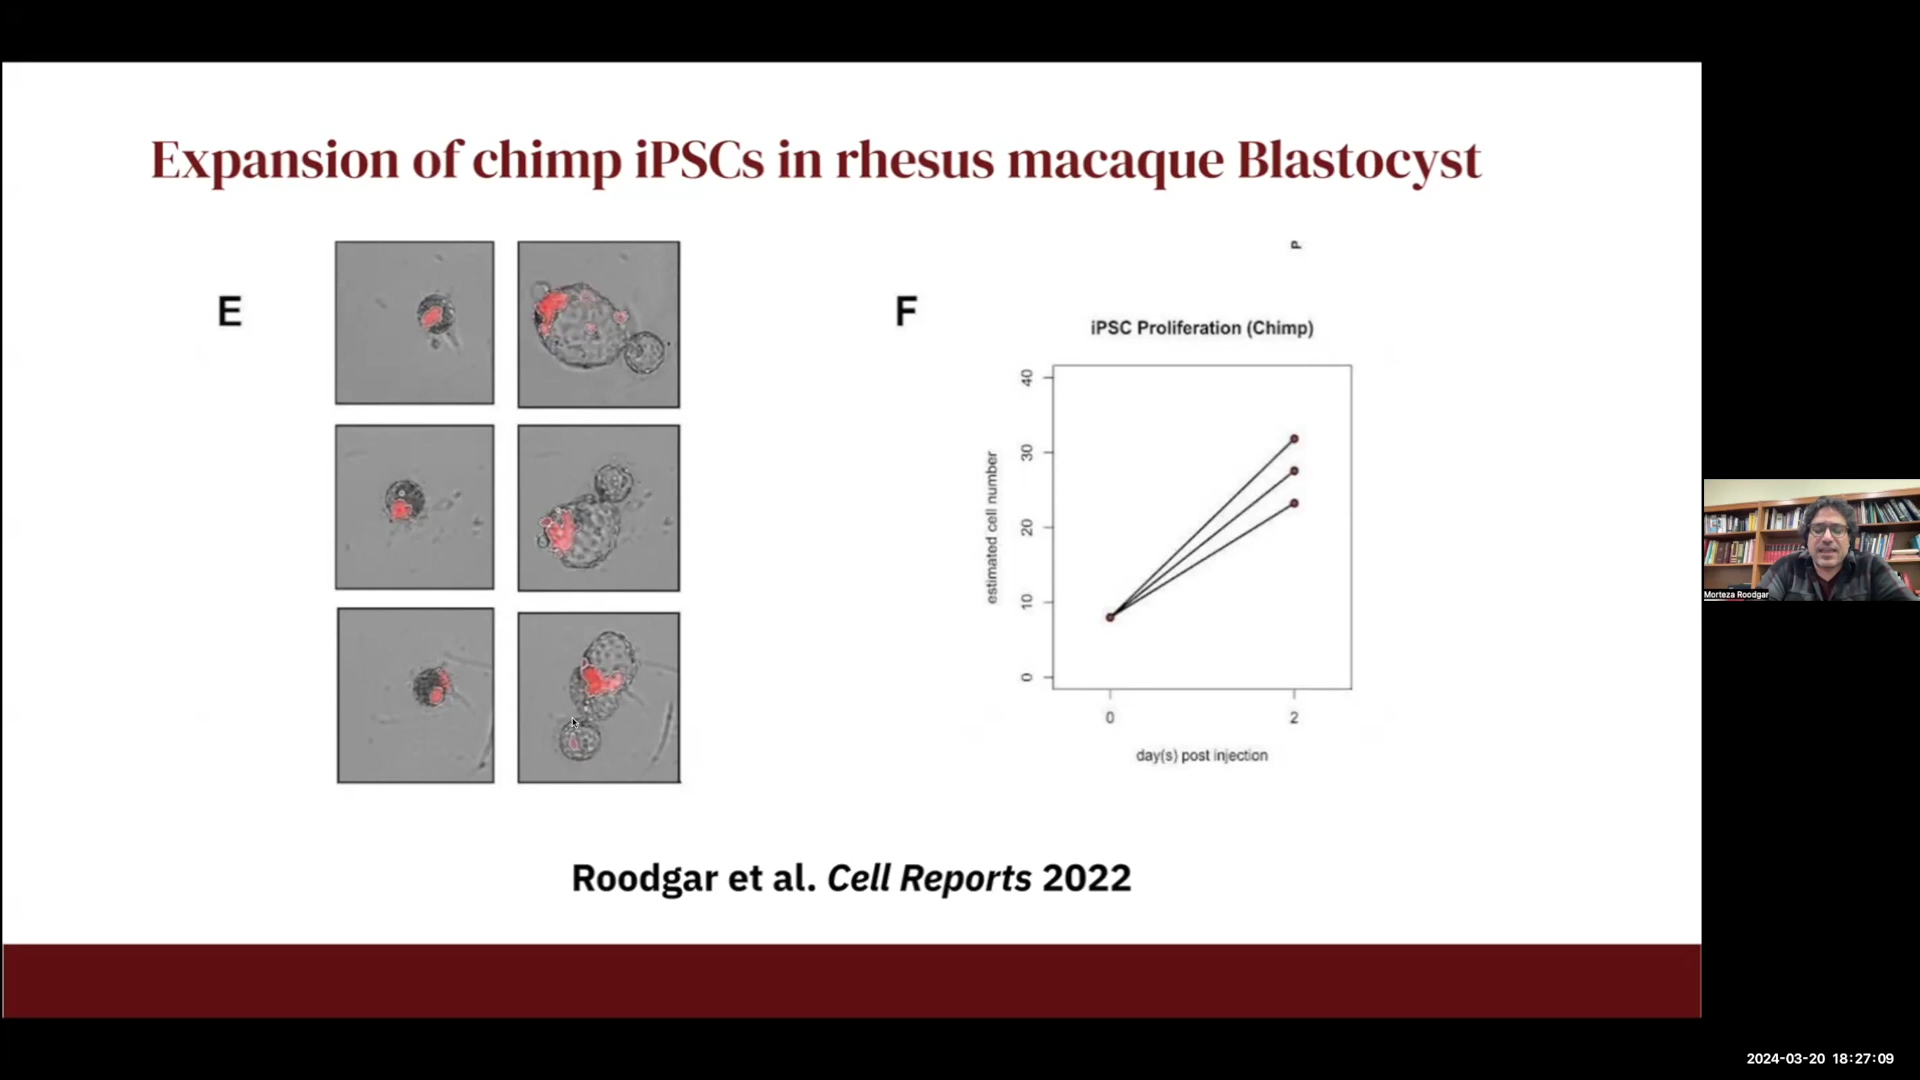 Expansion of chimp iPSCs in rhesus macaque Blastocyst
E
F
P
iPSC Proliferation (Chimp)
estimated cell number
40
30
20
10
0
0
2
day(s) post injection
Roodgar et al. Cell Reports 2022
Morteza Roodgar
2024-03-20 18:27:09